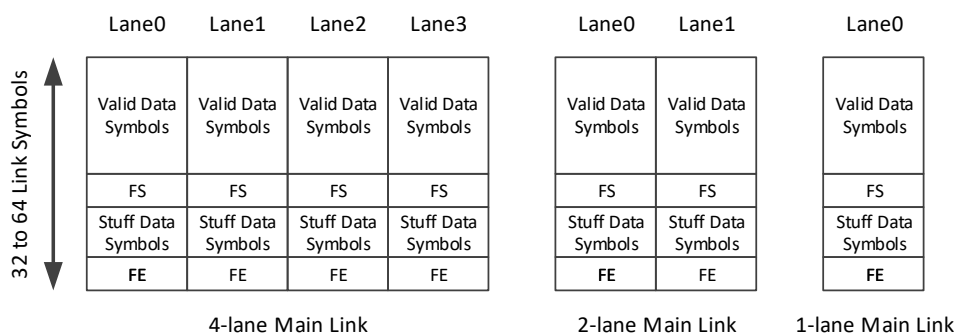 Lane0 Lane1 Lane2 Lane3 Lane0 Lane1 Lane0
32 to 64 Link Symbols
Valid Data Valid Data Valid Data Valid Data Valid Data Valid Data Valid Data
Symbols Symbols Symbols Symbols Symbols Symbols Symbols
FS FS FS FS FS FS FS
Stuff Data Stuff Data Stuff Data Stuff Data Stuff Data Stuff Data Stuff Data
Symbols Symbols Symbols Symbols Symbols Symbols Symbols
FE FE FE FE FE FE FE
4-lane Main Link 2-lane Main Link 1-lane Main Link